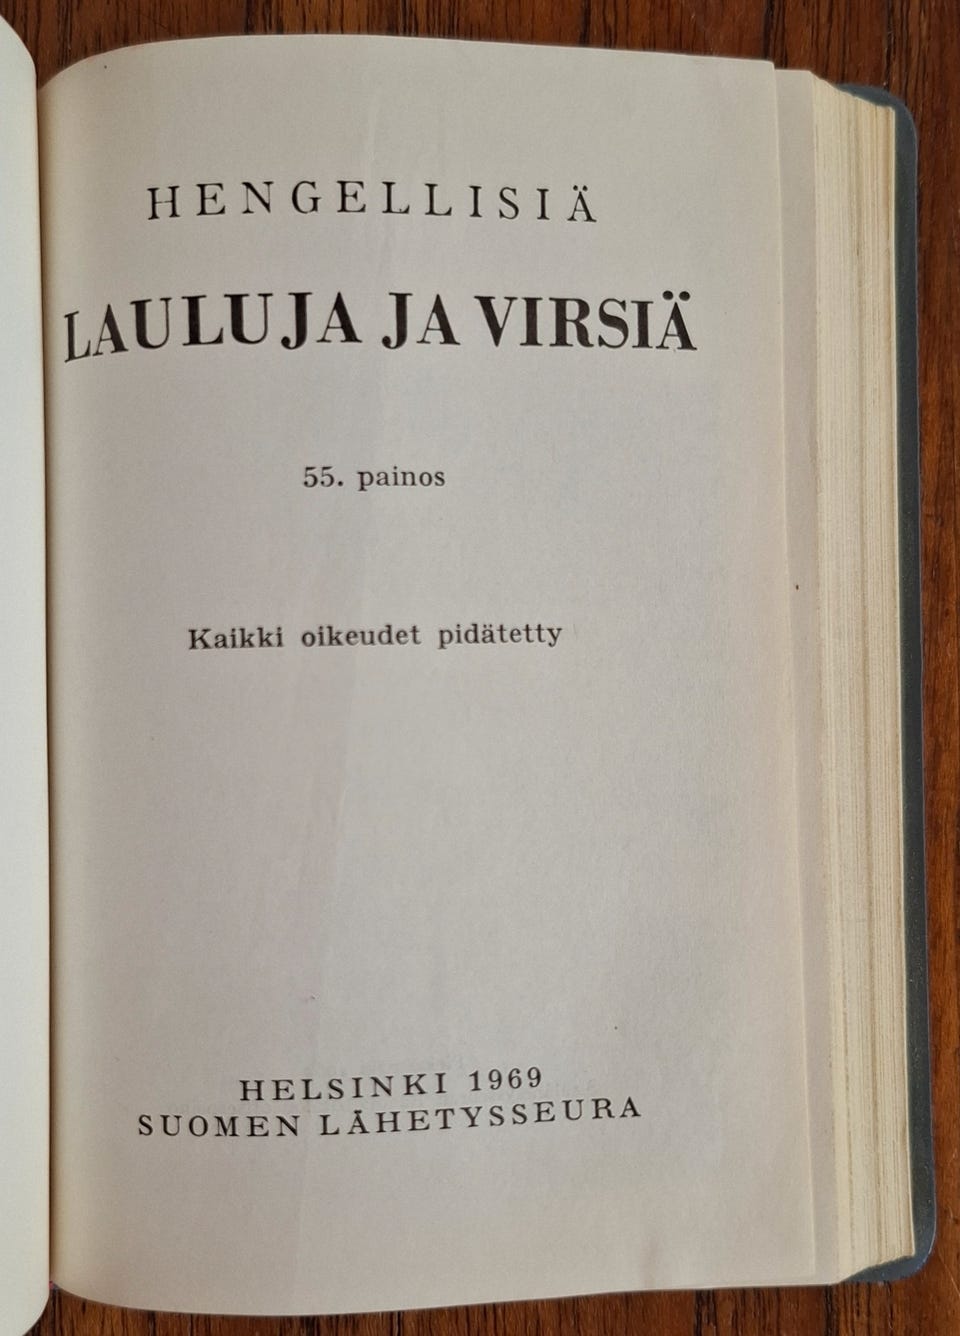 HENGELLISIÄ
LAULUJA JA VIRSIÄ
55. painos
Kaikki oikeudet pidätetty
HELSINKI 1969
SUOMEN LÄHETYSSEURA